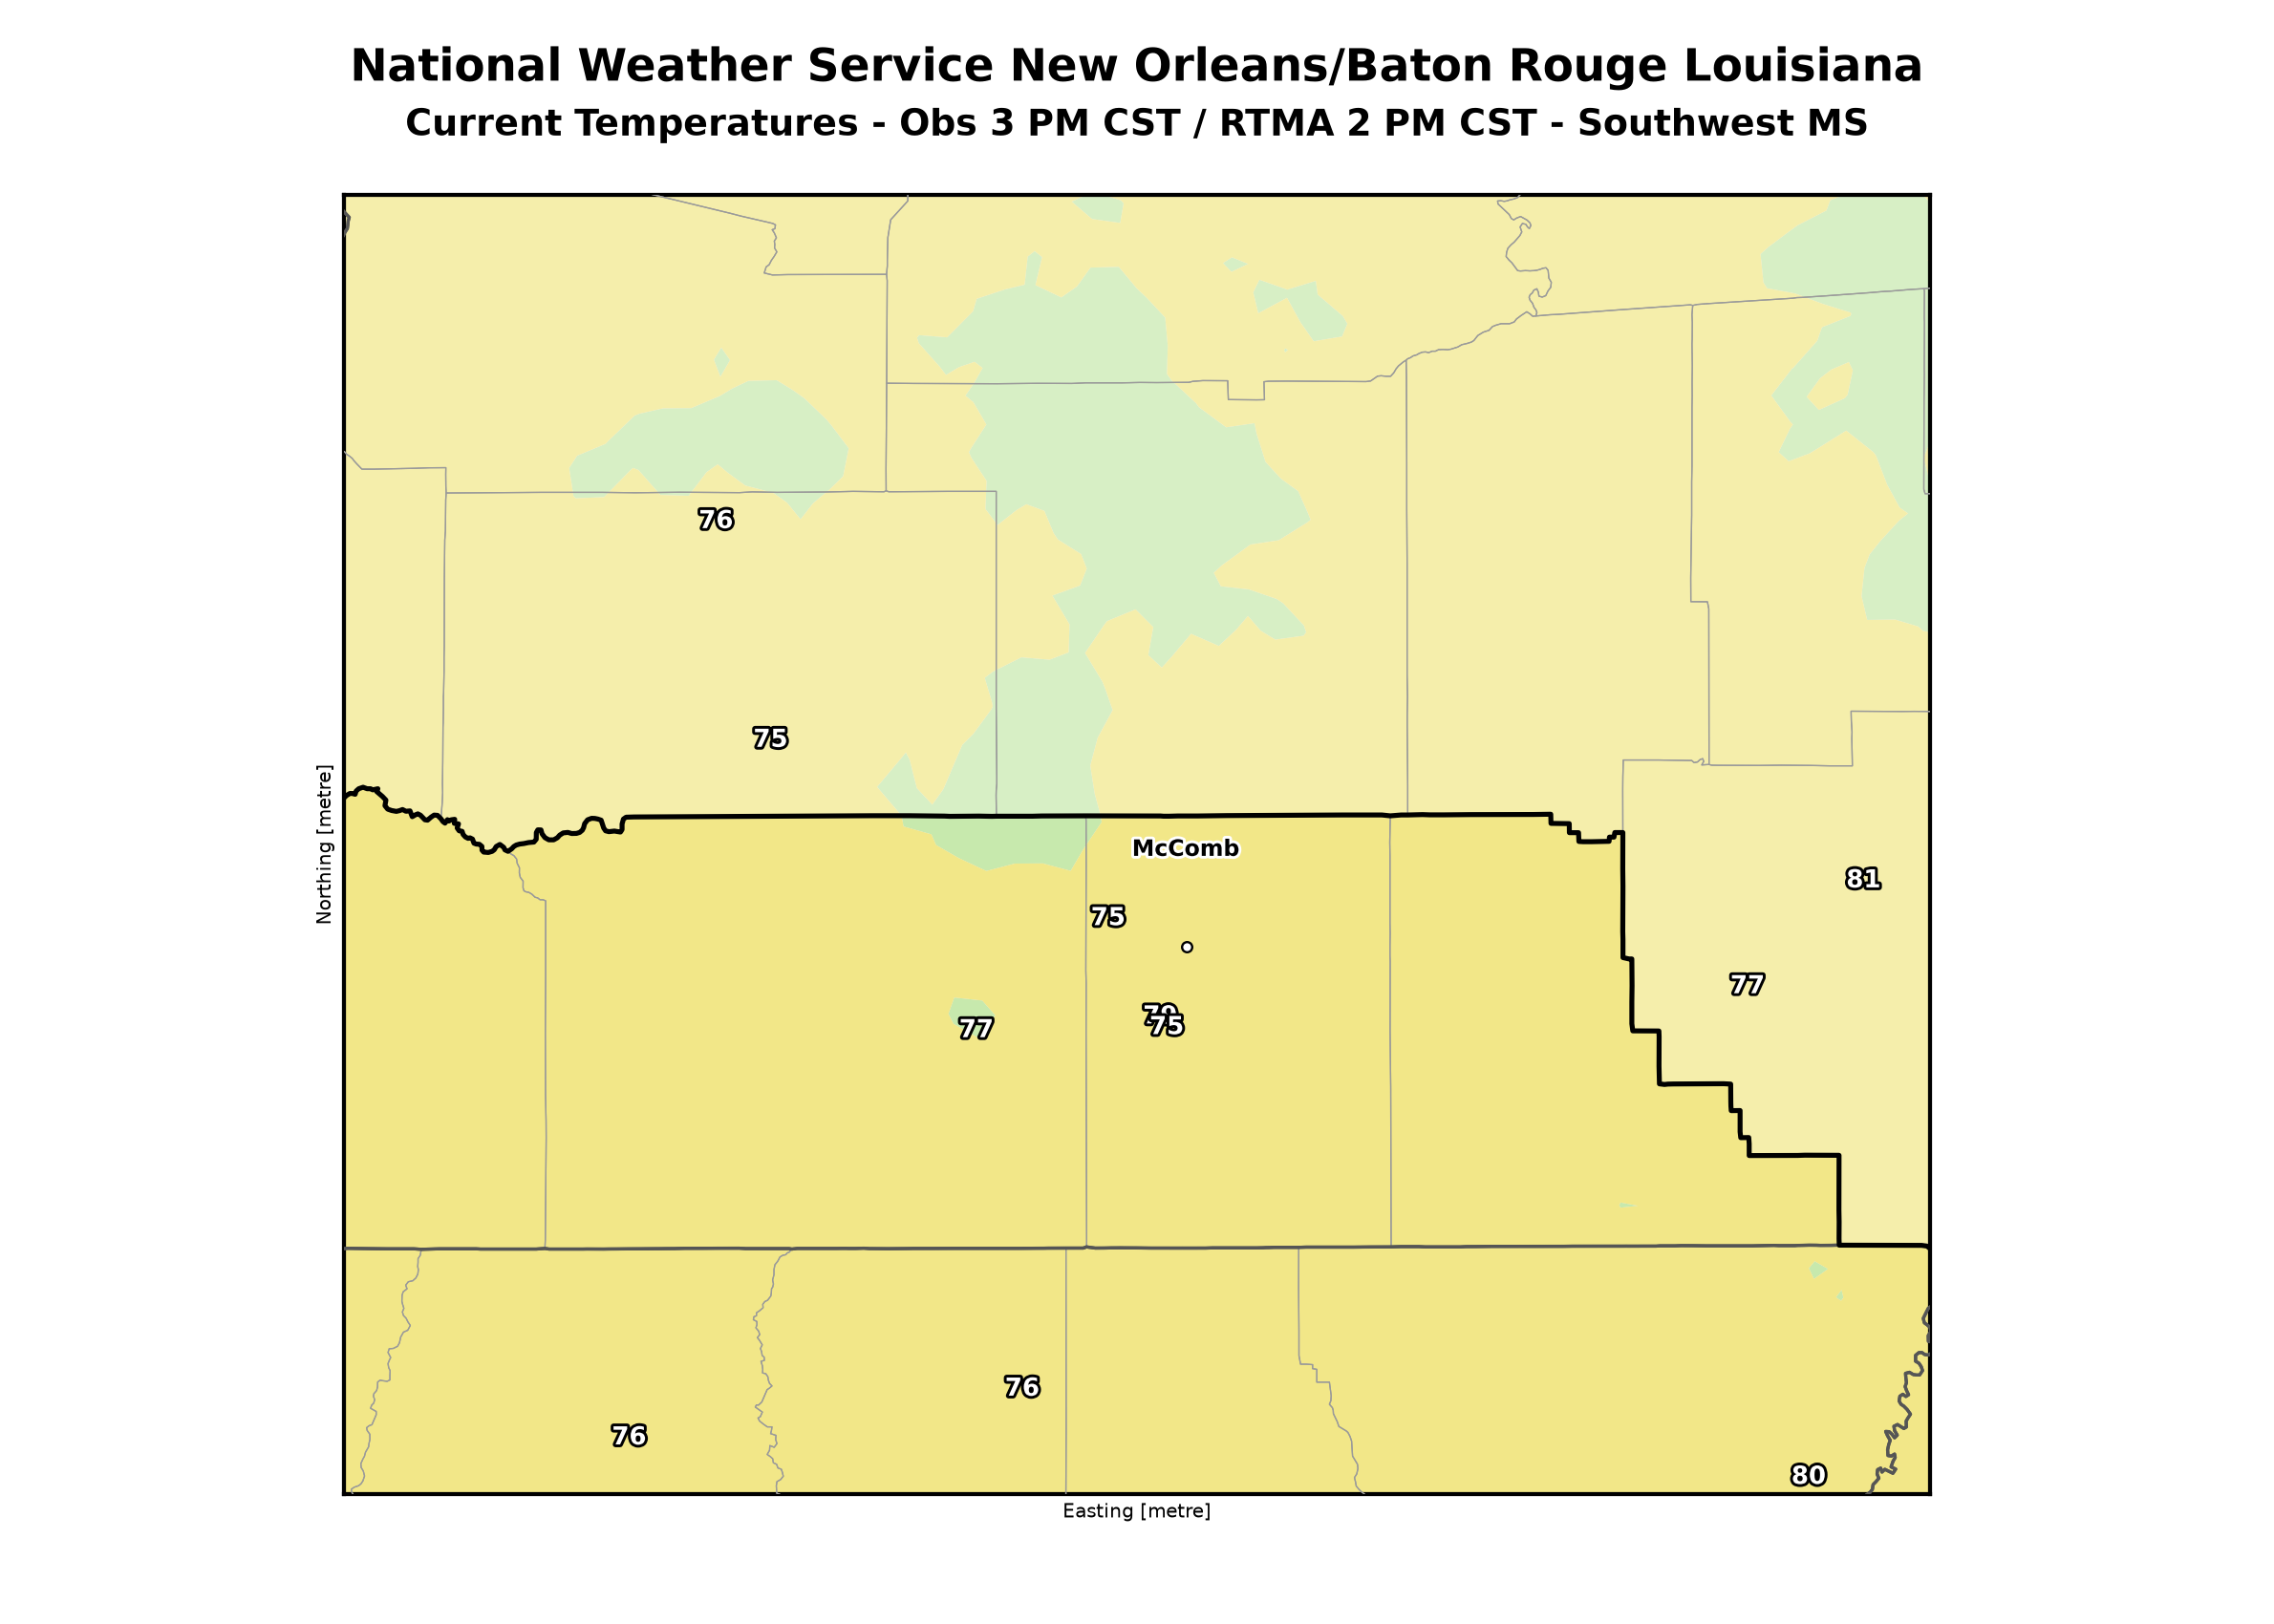 National Weather Service New Orleans/Baton Rouge Louisiana
Current Temperatures - Obs 3 PM CST / RTMA 2 PM CST - Southwest MS
76
75
McComb
81
75
77
77
75
76
76
80
Northing [metre]
Easting [metre]